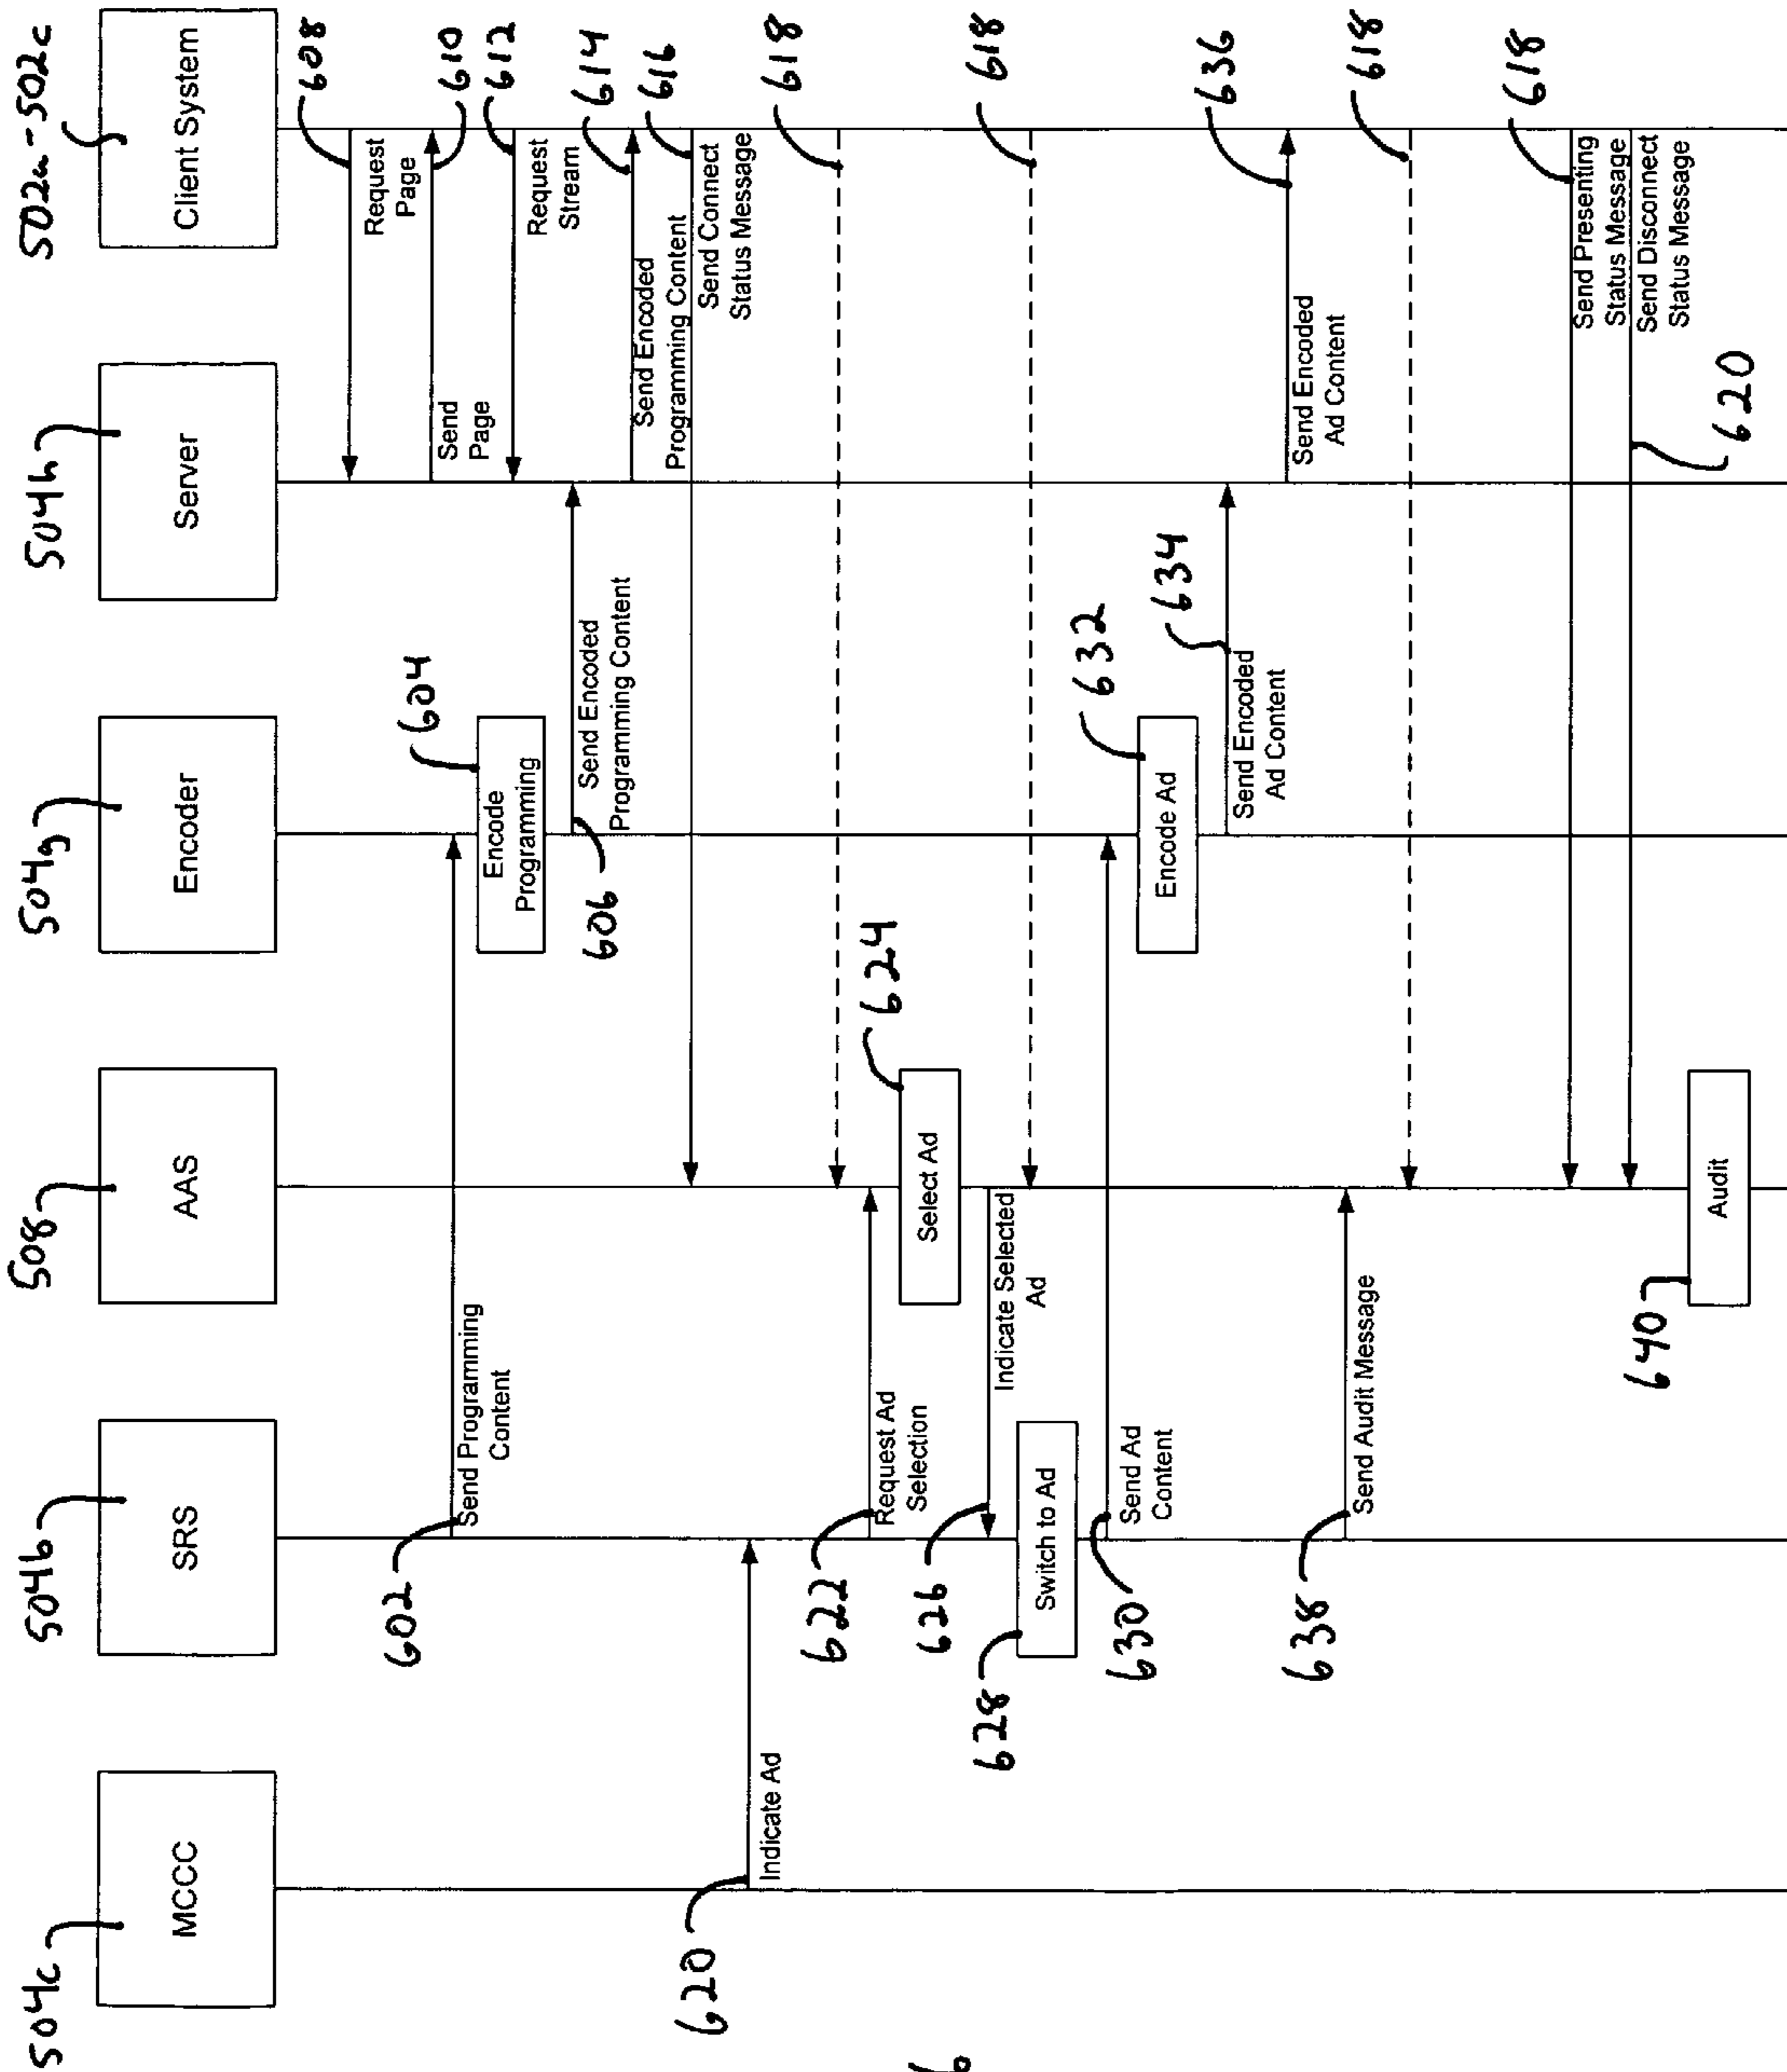 504c
504b
508
504g
504h
502a-502c
MCCC
SRS
AAS
Encoder
Server
Client System
608
Request
Page
610
Send
Page
602
Send Programming
Content
604
Encode
Programming
612
Request
Stream
606
Send Encoded
Programming Content
614
Send Encoded
Programming Content
616
Send Connect
Status Message
620
Indicate Ad
618
622
Request Ad
Selection
624
Select Ad
626
Indicate Selected
Ad
618
628
Switch to Ad
630
Send Ad
Content
632
Encode Ad
634
Send Encoded
Ad Content
636
Send Encoded
Ad Content
638
Send Audit Message
618
618
Send Presenting
Status Message
Send Disconnect
Status Message
620
640
Audit